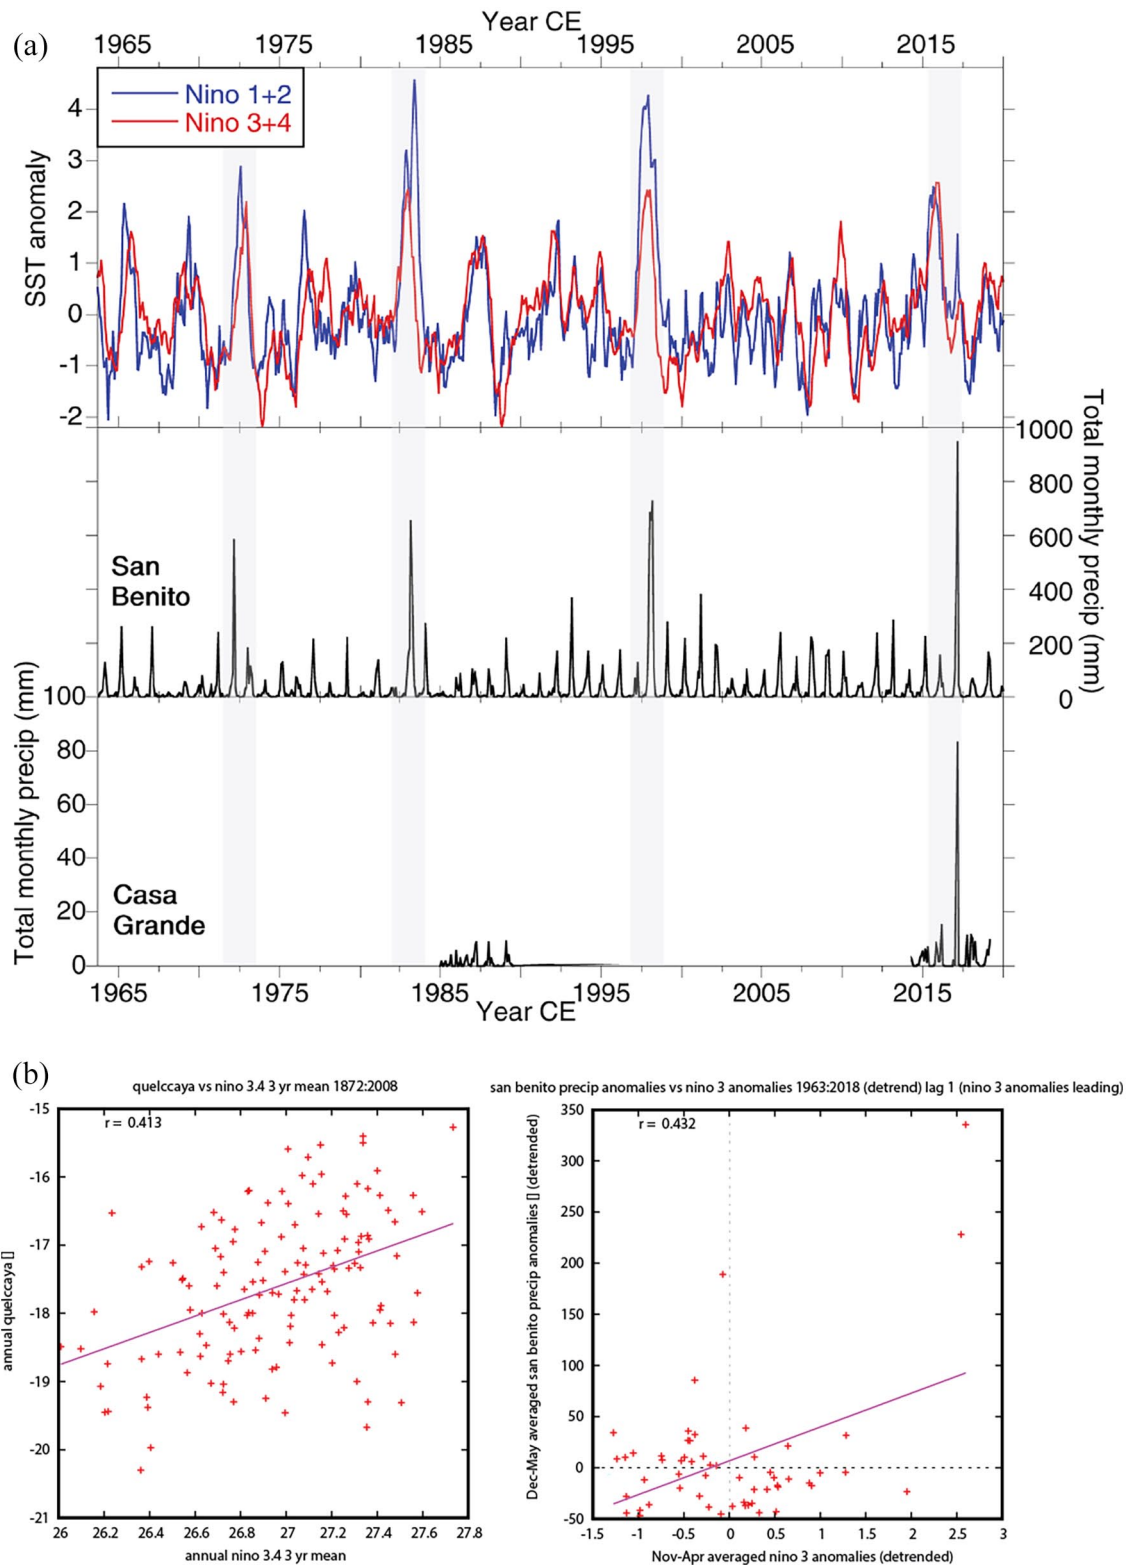 (a)
Year CE
1965 1975 1985 1995 2005 2015
Nino 1+2
Nino 3+4
SST anomaly
4
3
2
1
0
-1
-2
Total monthly precip (mm)
1000
800
600
400
200
0
San
Benito
Total monthly precip (mm)
100
80
60
40
20
0
Casa
Grande
1965 1975 1985 1995 2005 2015
Year CE
(b)
quelccaya vs nino 3.4 3 yr mean 1872:2008
r = 0.413
annual quelccaya []
-15
-16
-17
-18
-19
-20
-21
26 26.2 26.4 26.6 26.8 27 27.2 27.4 27.6 27.8
annual nino 3.4 3 yr mean
san benito precip anomalies vs nino 3 anomalies 1963:2018 (detrend) lag 1 (nino 3 anomalies leading)
r = 0.432
Dec-May averaged san benito precip anomalies [] (detrended)
350
300
250
200
150
100
50
0
-50
-1.5 -1 -0.5 0 0.5 1 1.5 2 2.5 3
Nov-Apr averaged nino 3 anomalies (detrended)